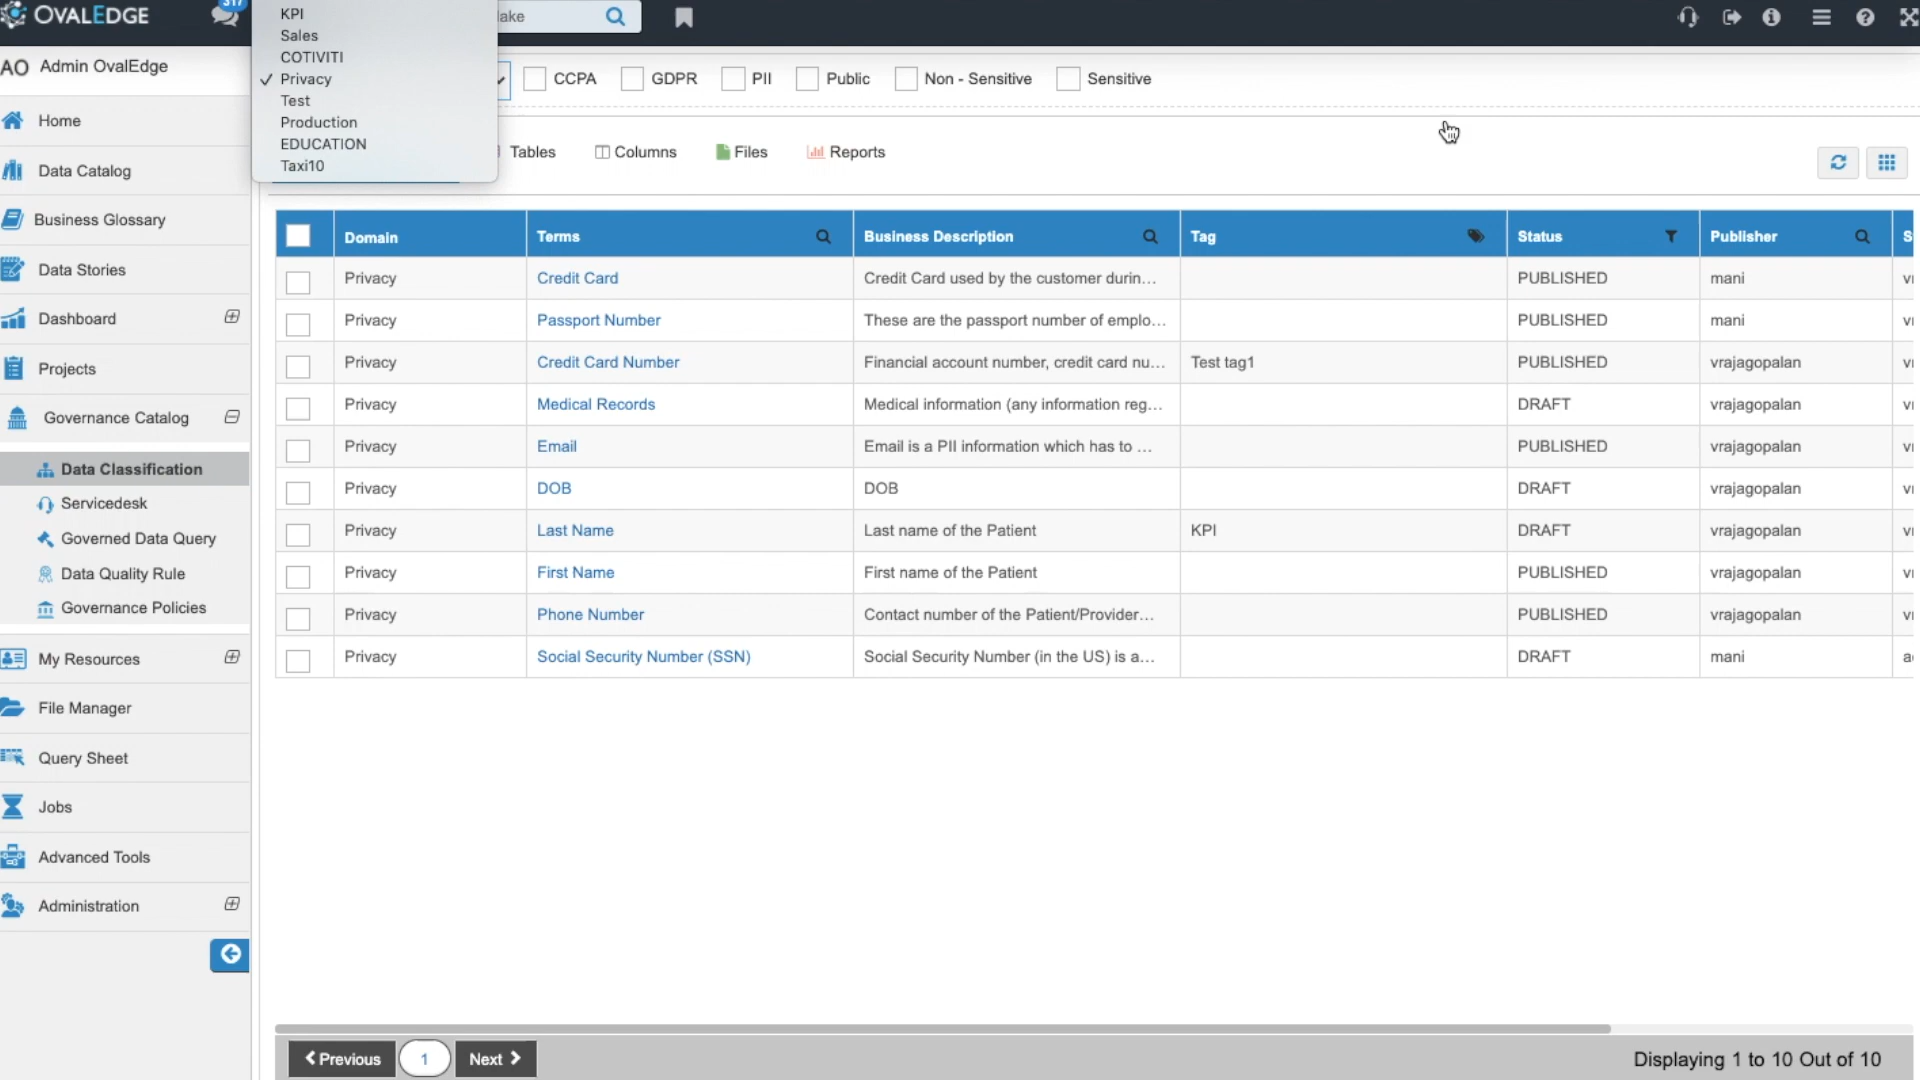 OVALEDGE
317
lake
KPI
Sales
COTIVITI
✓ Privacy
Test
Production
EDUCATION
Taxi10
AO Admin OvalEdge
CCPA GDPR PII Public Non - Sensitive Sensitive
Tables Columns Files Reports
Home
Data Catalog
Business Glossary
Data Stories
Dashboard
Projects
Governance Catalog
Data Classification
Servicedesk
Governed Data Query
Data Quality Rule
Governance Policies
My Resources
File Manager
Query Sheet
Jobs
Advanced Tools
Administration
Domain Terms Business Description Tag Status Publisher S
Privacy Credit Card Credit Card used by the customer durin... PUBLISHED mani
Privacy Passport Number These are the passport number of emplo... PUBLISHED mani
Privacy Credit Card Number Financial account number, credit card nu... Test tag1 PUBLISHED vrajagopalan
Privacy Medical Records Medical information (any information reg... DRAFT vrajagopalan
Privacy Email Email is a PII information which has to ... PUBLISHED vrajagopalan
Privacy DOB DOB DRAFT vrajagopalan
Privacy Last Name Last name of the Patient KPI DRAFT vrajagopalan
Privacy First Name First name of the Patient PUBLISHED vrajagopalan
Privacy Phone Number Contact number of the Patient/Provider... PUBLISHED vrajagopalan
Privacy Social Security Number (SSN) Social Security Number (in the US) is a... DRAFT mani
Previous 1 Next
Displaying 1 to 10 Out of 10